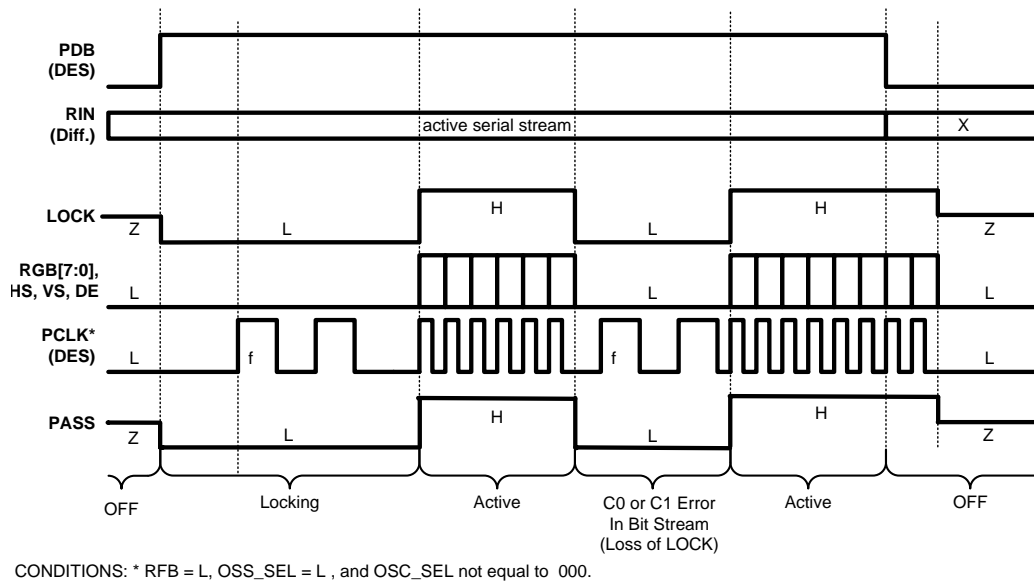 PDB
(DES)
RIN
(Diff.)
active serial stream
X
LOCK
Z
L
H
L
H
Z
RGB[7:0],
HS, VS, DE
L
L
L
PCLK*
(DES)
L
f
f
L
PASS
Z
L
H
L
H
Z
OFF
Locking
Active
C0 or C1 Error
In Bit Stream
(Loss of LOCK)
Active
OFF
CONDITIONS: * RFB = L, OSS_SEL = L , and OSC_SEL not equal to 000.